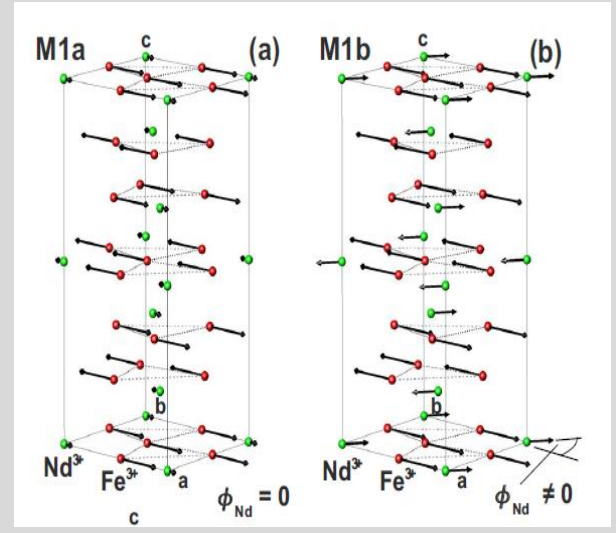 M1a
c
(a)
M1b
c
(b)
b
b
Nd³⁺
Fe³⁺
a
ϕNd = 0
c
Nd³⁺
Fe³⁺
a
ϕNd ≠ 0